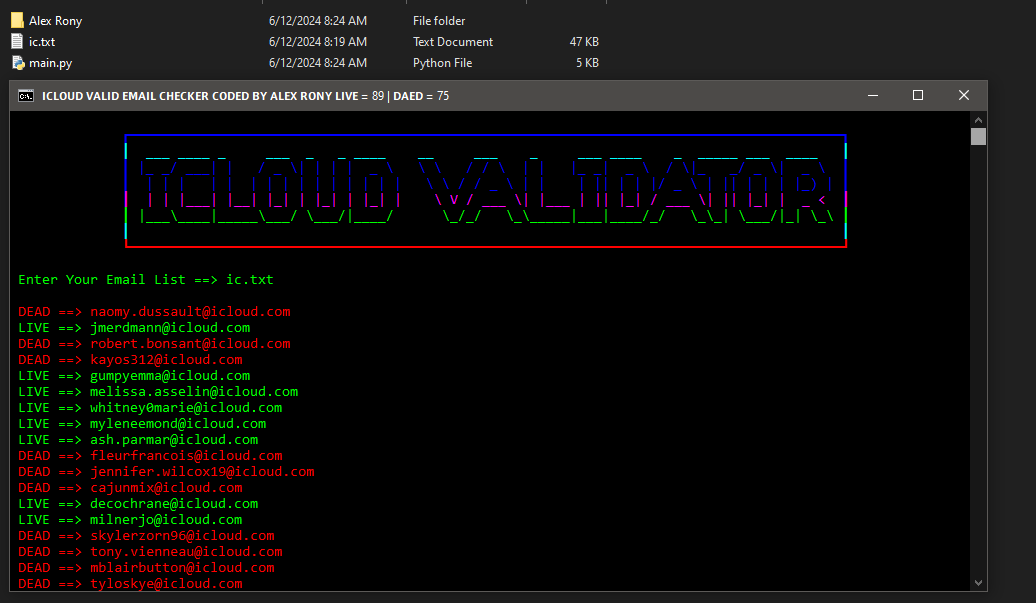 Alex Rony 6/12/2024 8:24 AM File folder
ic.txt 6/12/2024 8:19 AM Text Document 47 KB
main.py 6/12/2024 8:24 AM Python File 5 KB
ICLOUD VALID EMAIL CHECKER CODED BY ALEX RONY LIVE = 89 | DAED = 75
ICLOUD VALIDATOR
Enter Your Email List ==> ic.txt
DEAD ==> naomy.dussault@icloud.com
LIVE ==> jmerdmann@icloud.com
DEAD ==> robert.bonsant@icloud.com
DEAD ==> kayos312@icloud.com
LIVE ==> gumpyemma@icloud.com
LIVE ==> melissa.asselin@icloud.com
LIVE ==> whitney0marie@icloud.com
LIVE ==> myleneemond@icloud.com
LIVE ==> ash.parmar@icloud.com
DEAD ==> fleurfrancois@icloud.com
DEAD ==> jennifer.wilcox19@icloud.com
DEAD ==> cajunmix@icloud.com
LIVE ==> decochrane@icloud.com
LIVE ==> milnerjo@icloud.com
DEAD ==> skylerzorn96@icloud.com
DEAD ==> tony.vienneau@icloud.com
DEAD ==> mblairbutton@icloud.com
DEAD ==> tyloskye@icloud.com